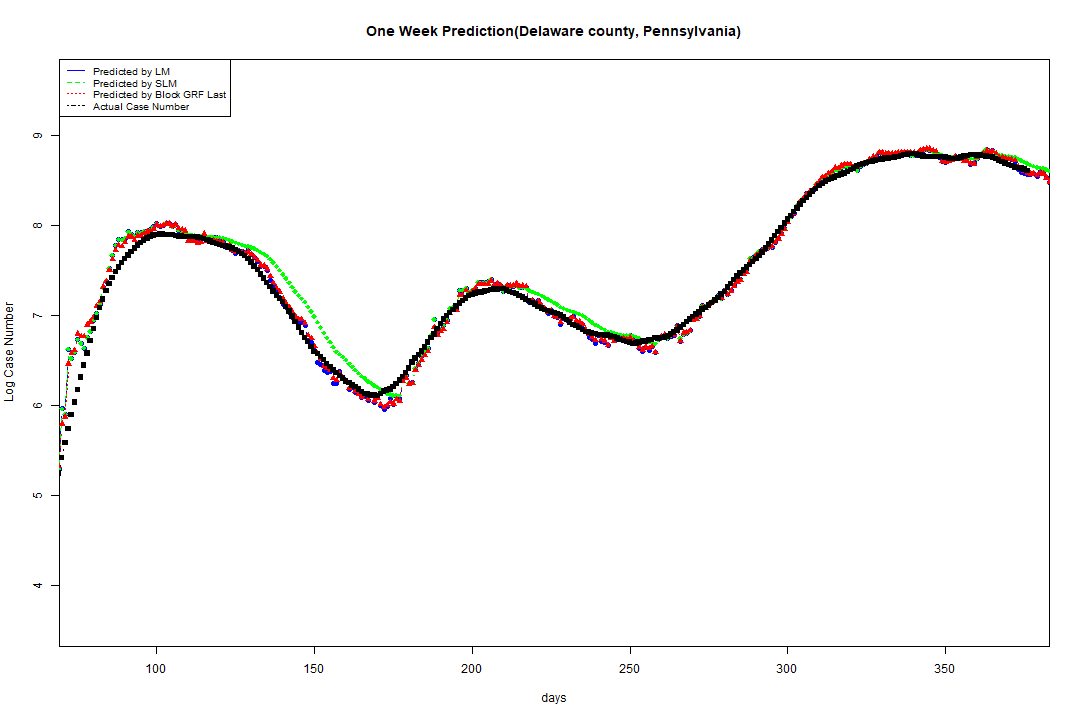 One Week Prediction(Delaware county, Pennsylvania)
Predicted by LM
Predicted by SLM
Predicted by Block GRF Last
Actual Case Number
9
8
7
6
5
4
Log Case Number
100 150 200 250 300 350
days